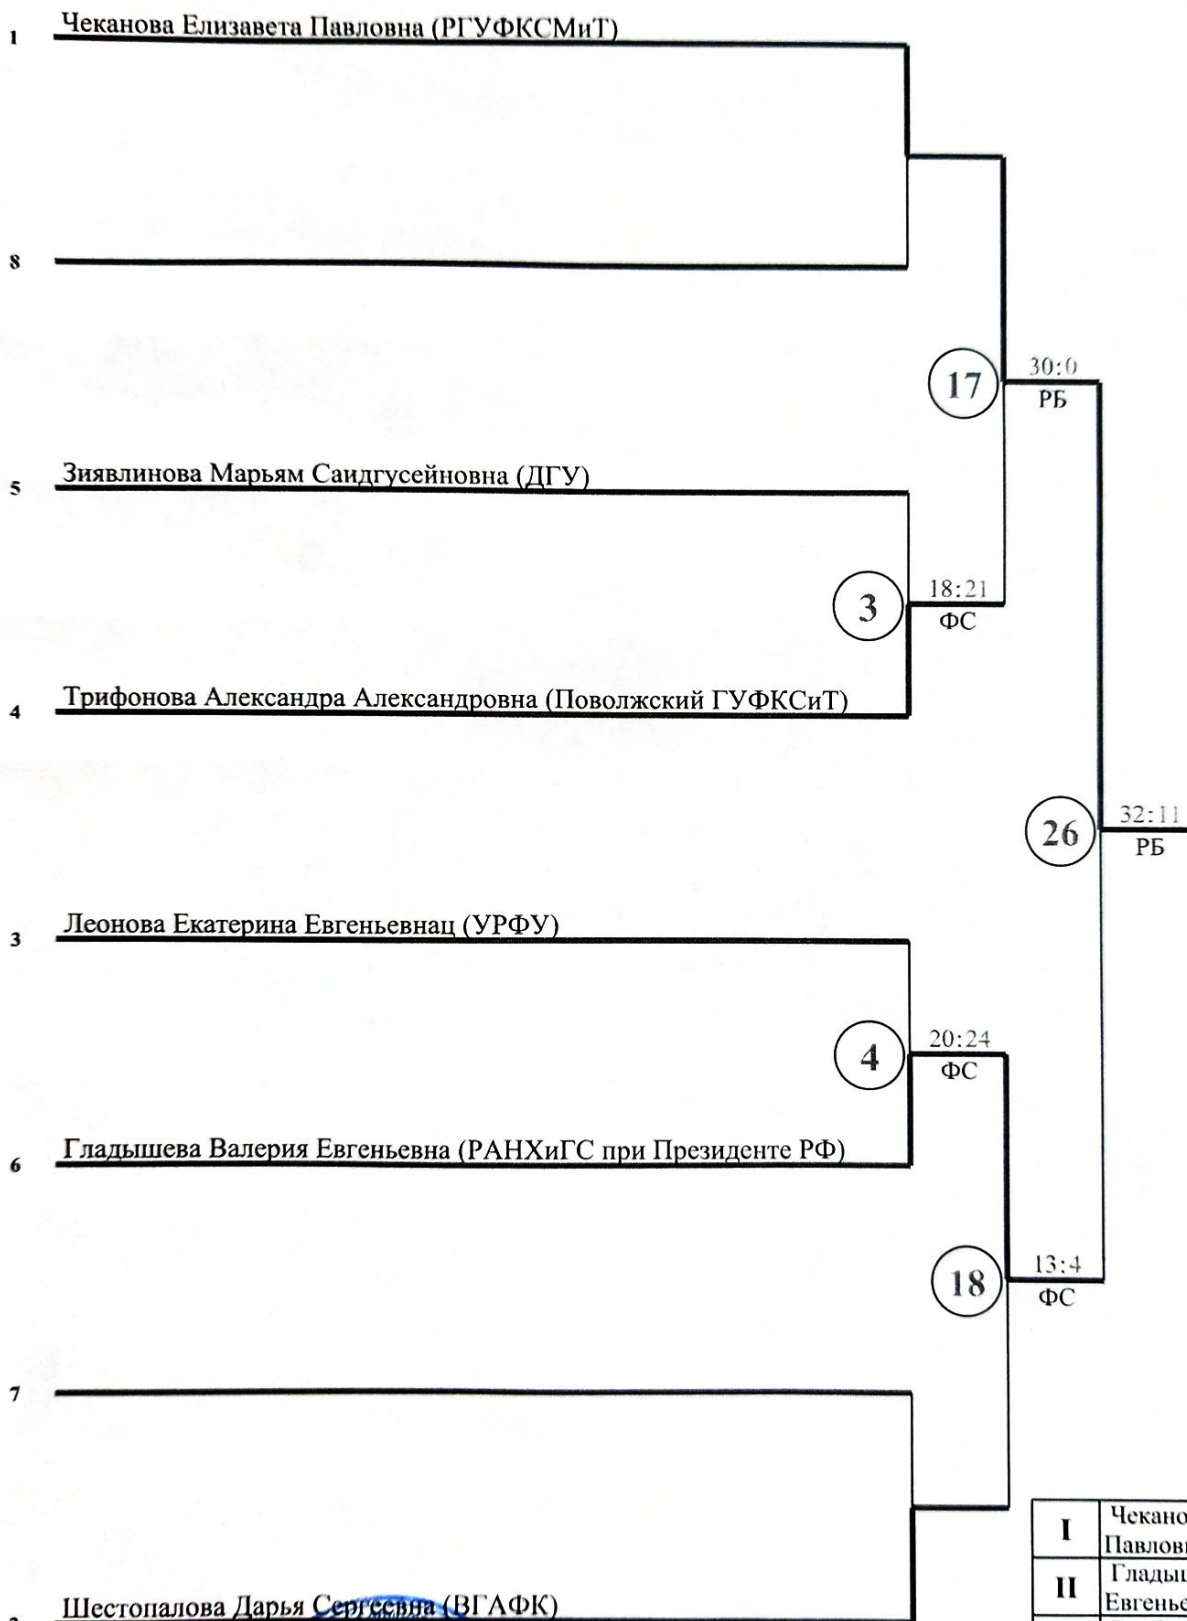 1 Чеканова Елизавета Павловна (РГУФКСМиТ)
8
17 30:0
РБ
5 Зиявлинова Марьям Саидгусейновна (ДГУ)
3 18:21
ФС
4 Трифонова Александра Александровна (Поволжский ГУФКСиТ)
26 32:11
РБ
3 Леонова Екатерина Евгеньевнац (УРФУ)
4 20:24
ФС
6 Гладышева Валерия Евгеньевна (РАНХиГС при Президенте РФ)
18 13:4
ФС
7
I Чекано
Павлов
II Гладыш
Евгенье
Шестопалова Дарья Сергеевна (ВГАФК)